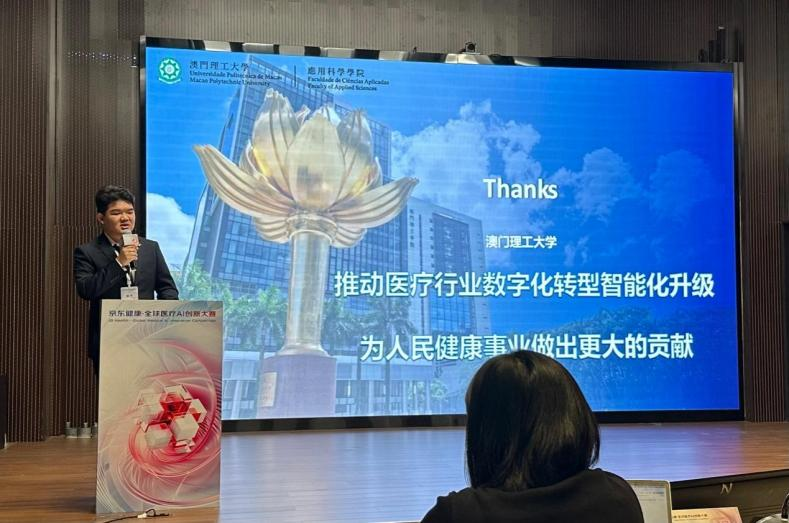 澳門理工大學
Universidade Politécnica de Macau
Macao Polytechnic University
應用科學學院
Faculdade de Ciências Aplicadas
Faculty of Applied Sciences
Thanks
澳门理工大学
推动医疗行业数字化转型智能化升级
为人民健康事业做出更大的贡献
京东健康·全球医疗AI创新大赛